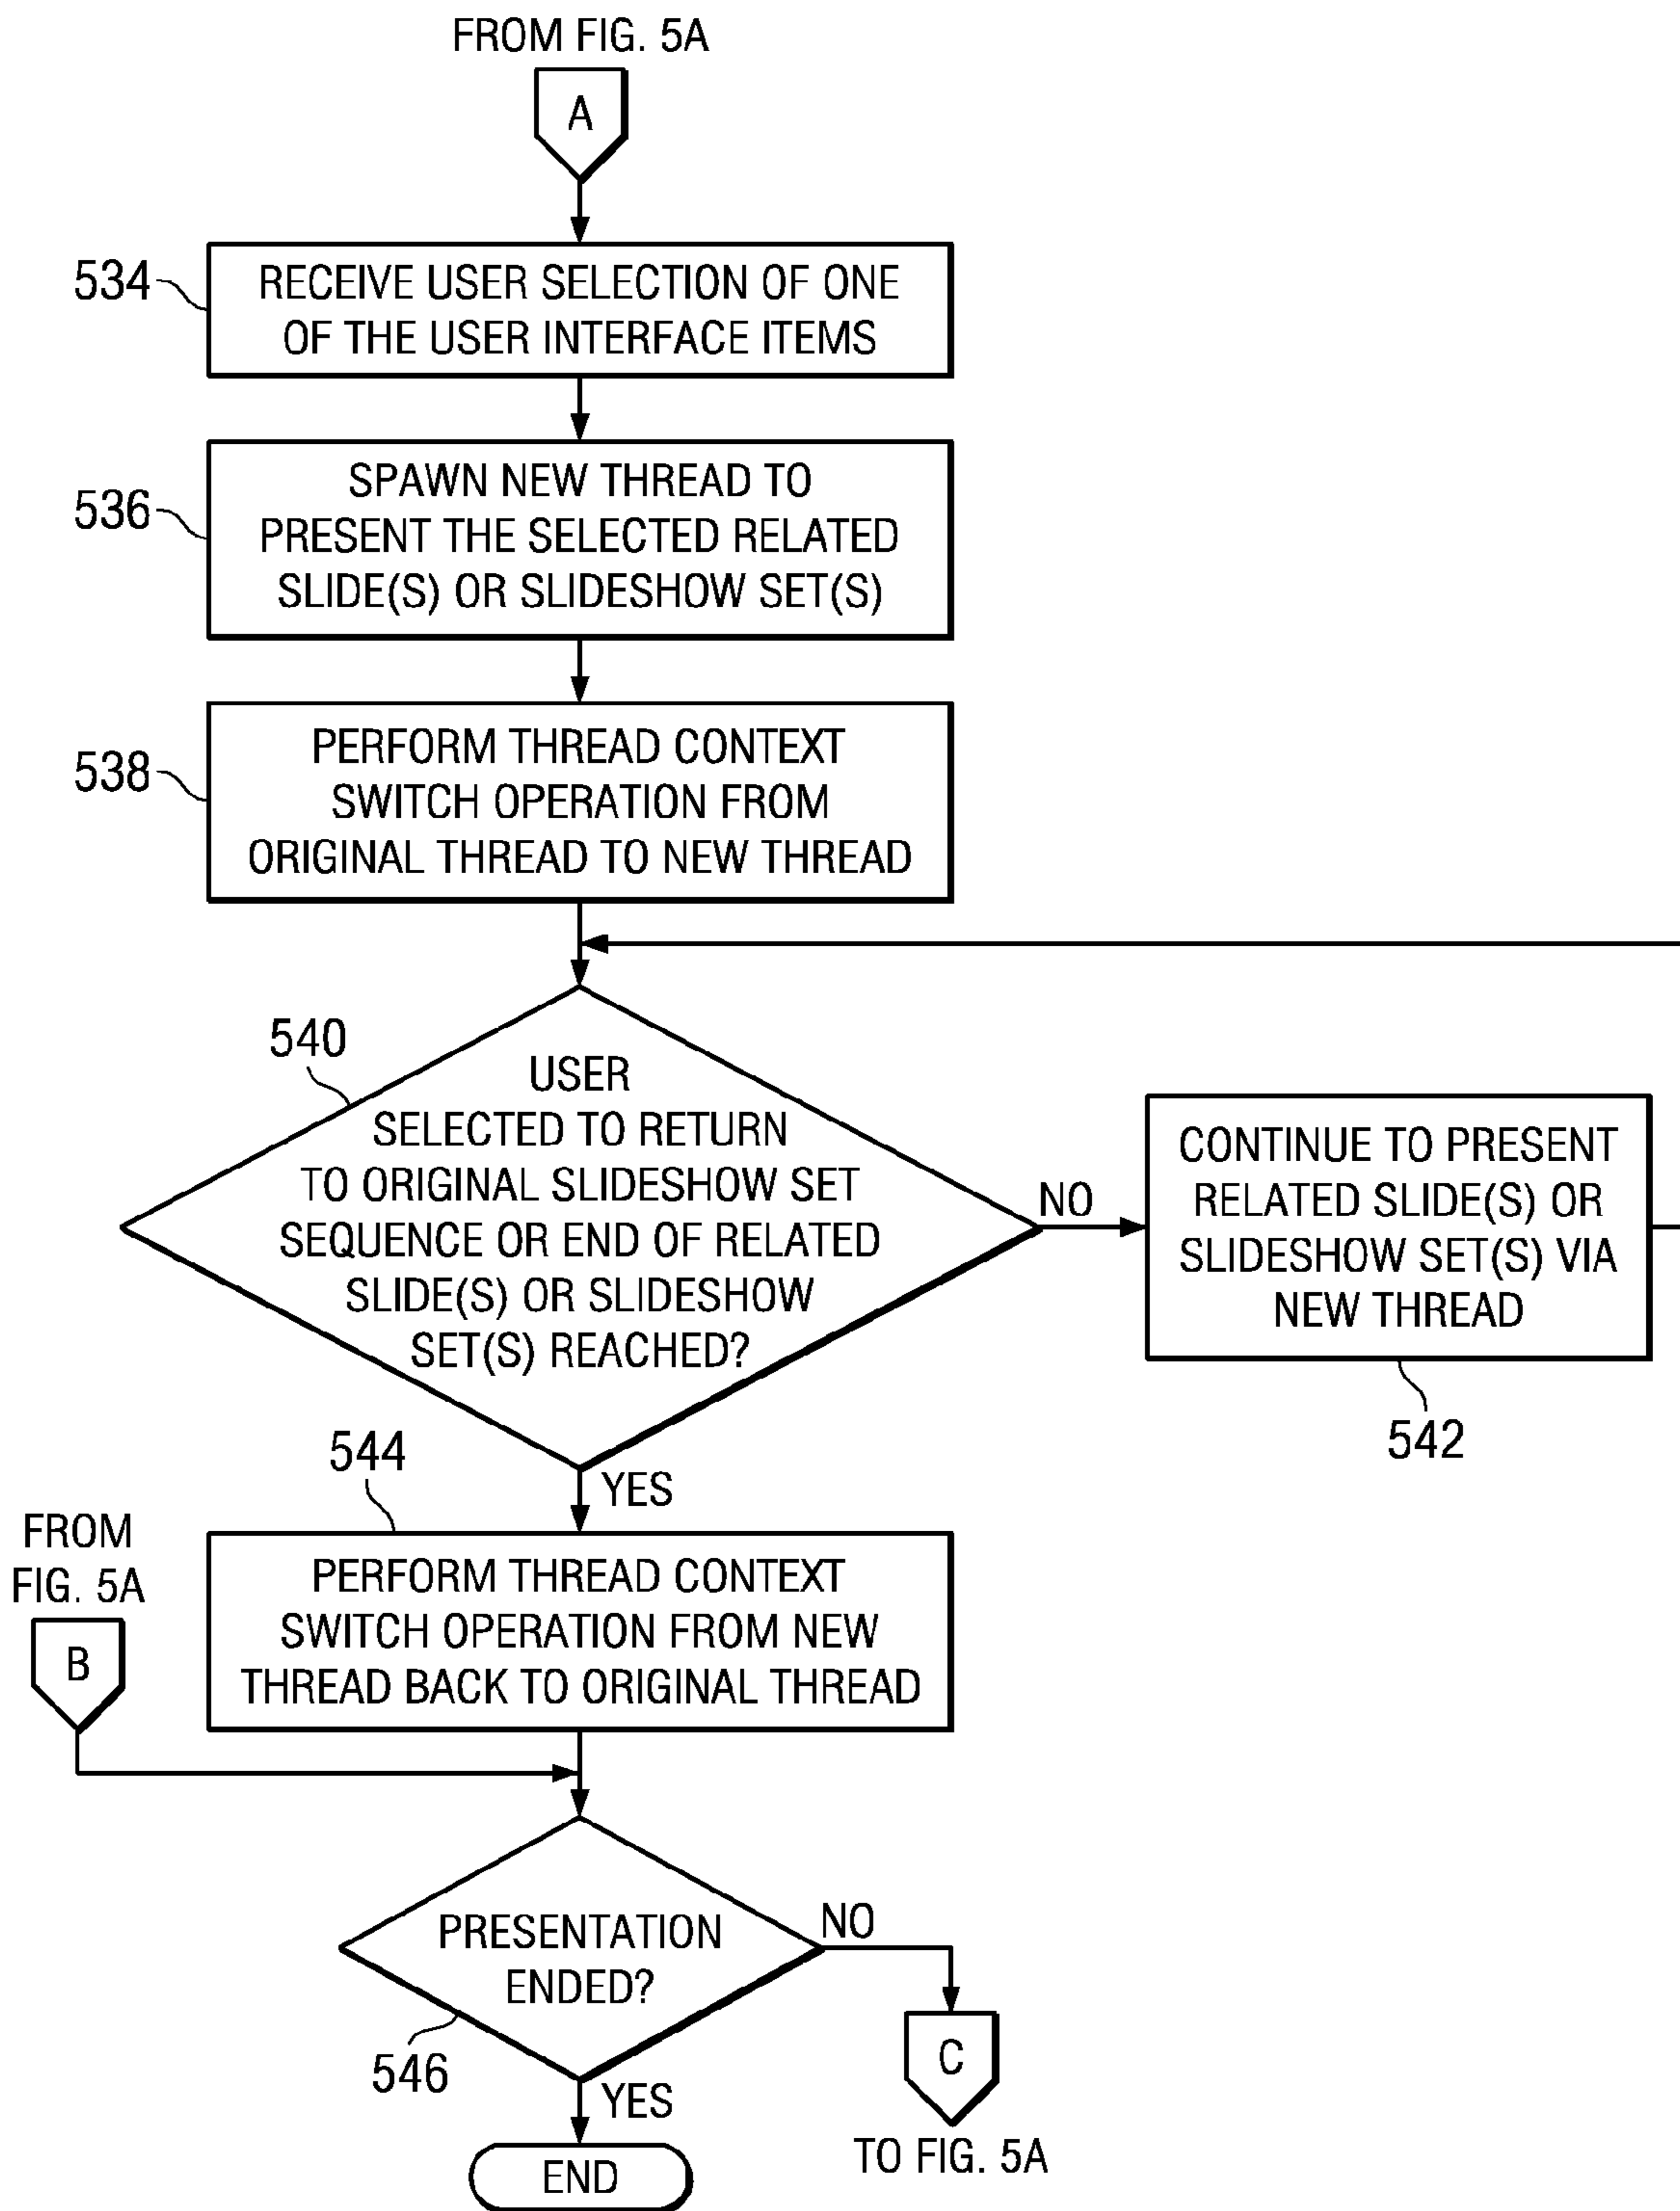 FROM FIG. 5A
A
534
RECEIVE USER SELECTION OF ONE
OF THE USER INTERFACE ITEMS
536
SPAWN NEW THREAD TO
PRESENT THE SELECTED RELATED
SLIDE(S) OR SLIDESHOW SET(S)
538
PERFORM THREAD CONTEXT
SWITCH OPERATION FROM
ORIGINAL THREAD TO NEW THREAD
540
USER
SELECTED TO RETURN
TO ORIGINAL SLIDESHOW SET
SEQUENCE OR END OF RELATED
SLIDE(S) OR SLIDESHOW
SET(S) REACHED?
NO
CONTINUE TO PRESENT
RELATED SLIDE(S) OR
SLIDESHOW SET(S) VIA
NEW THREAD
542
YES
544
PERFORM THREAD CONTEXT
SWITCH OPERATION FROM NEW
THREAD BACK TO ORIGINAL THREAD
FROM
FIG. 5A
B
PRESENTATION
ENDED?
546
NO
C
TO FIG. 5A
YES
END